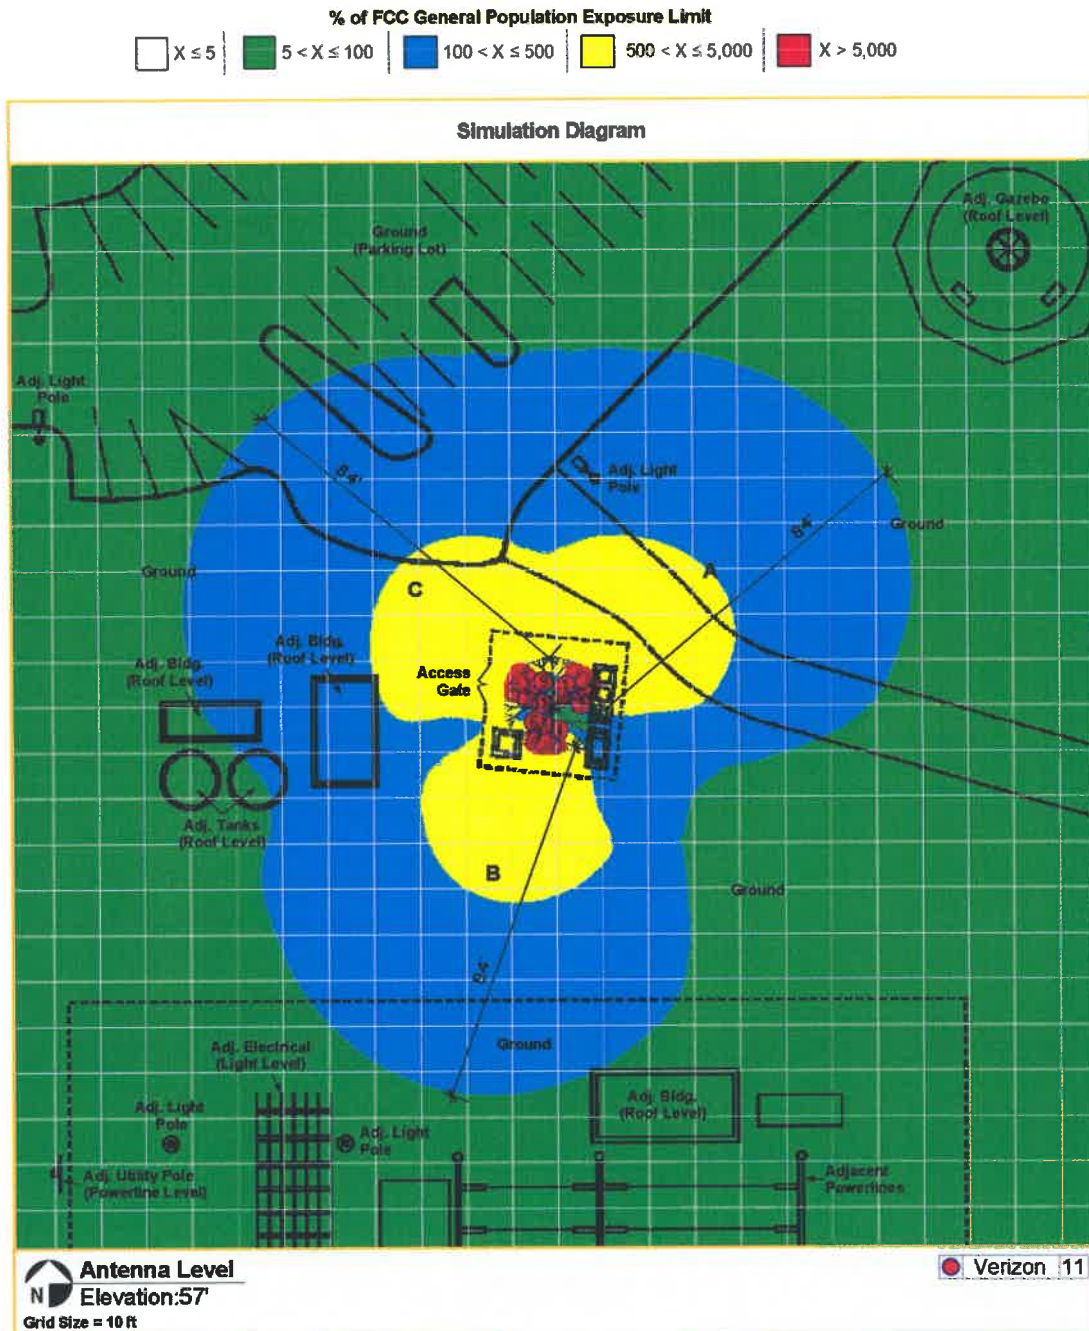 % of FCC General Population Exposure Limit
X ≤ 5
5 < X ≤ 100
100 < X ≤ 500
500 < X ≤ 5,000
X > 5,000
Simulation Diagram
Adj. Gazebo
(Roof Level)
Ground
(Parking Lot)
Adj. Light
Pole
84'
Adj. Light
Pole
84'
Ground
Ground
A
C
Adj. Bldg.
(Roof Level)
Adj. Bldg.
(Roof Level)
Access
Gate
Adj. Tanks
(Roof Level)
B
Ground
84'
Ground
Adj. Electrical
(Light Level)
Adj. Bldg.
(Roof Level)
Adj. Light
Pole
Adj. Light
Pole
Adj. Utility Pole
(Powerline Level)
Adjacent
Powerlines
N
Antenna Level
Elevation:57'
Grid Size = 10 ft
Verizon 11